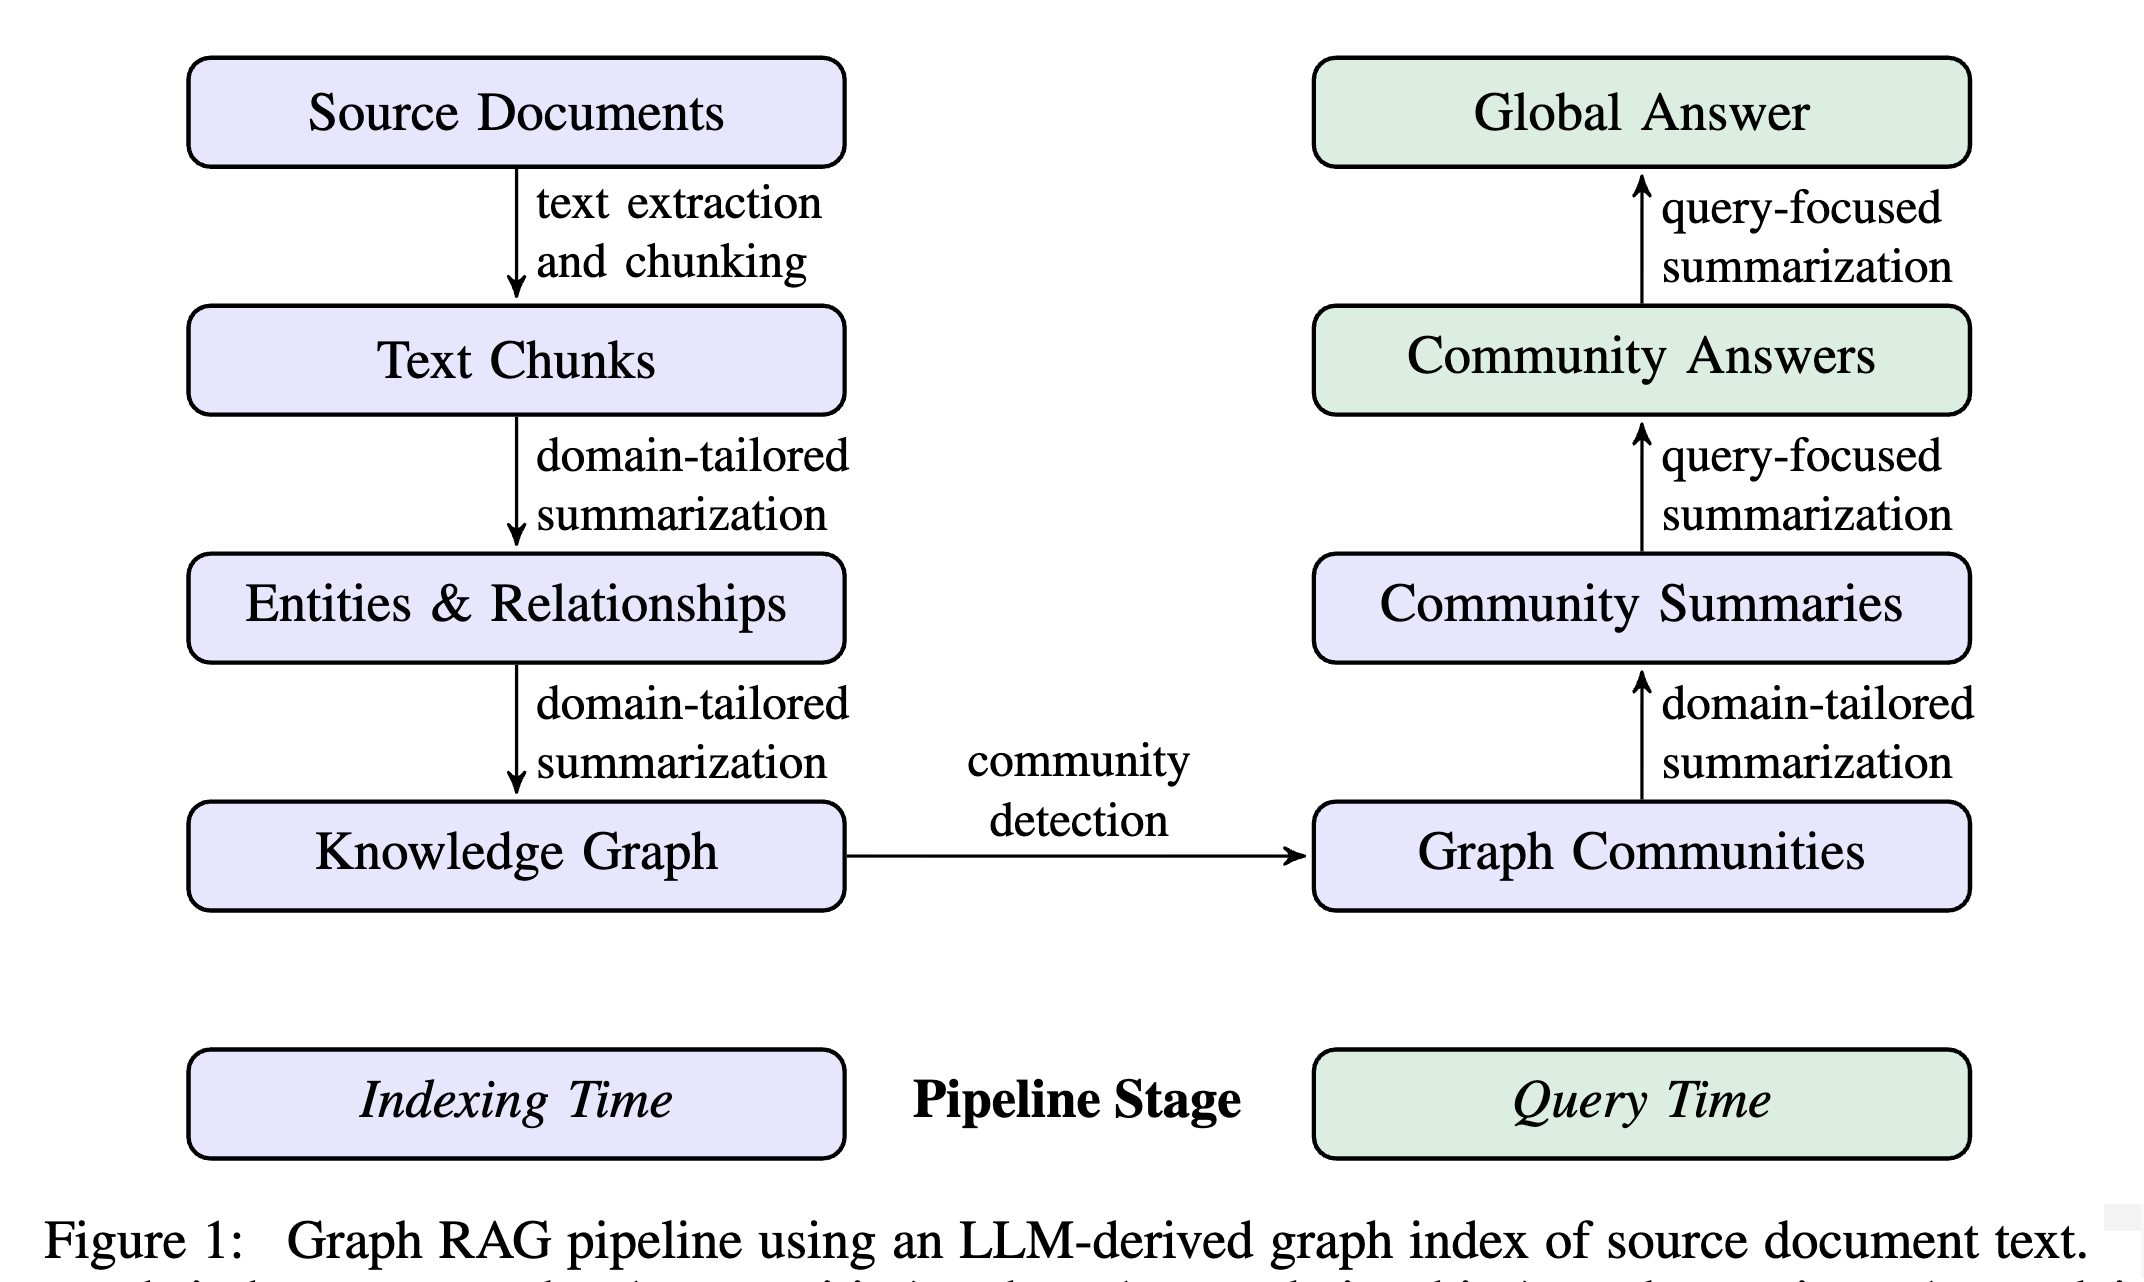 Source Documents
text extraction
and chunking
Text Chunks
domain-tailored
summarization
Entities & Relationships
domain-tailored
summarization
Knowledge Graph
community
detection
Graph Communities
domain-tailored
summarization
Community Summaries
query-focused
summarization
Community Answers
query-focused
summarization
Global Answer
Indexing Time
Pipeline Stage
Query Time
Figure 1: Graph RAG pipeline using an LLM-derived graph index of source document text.